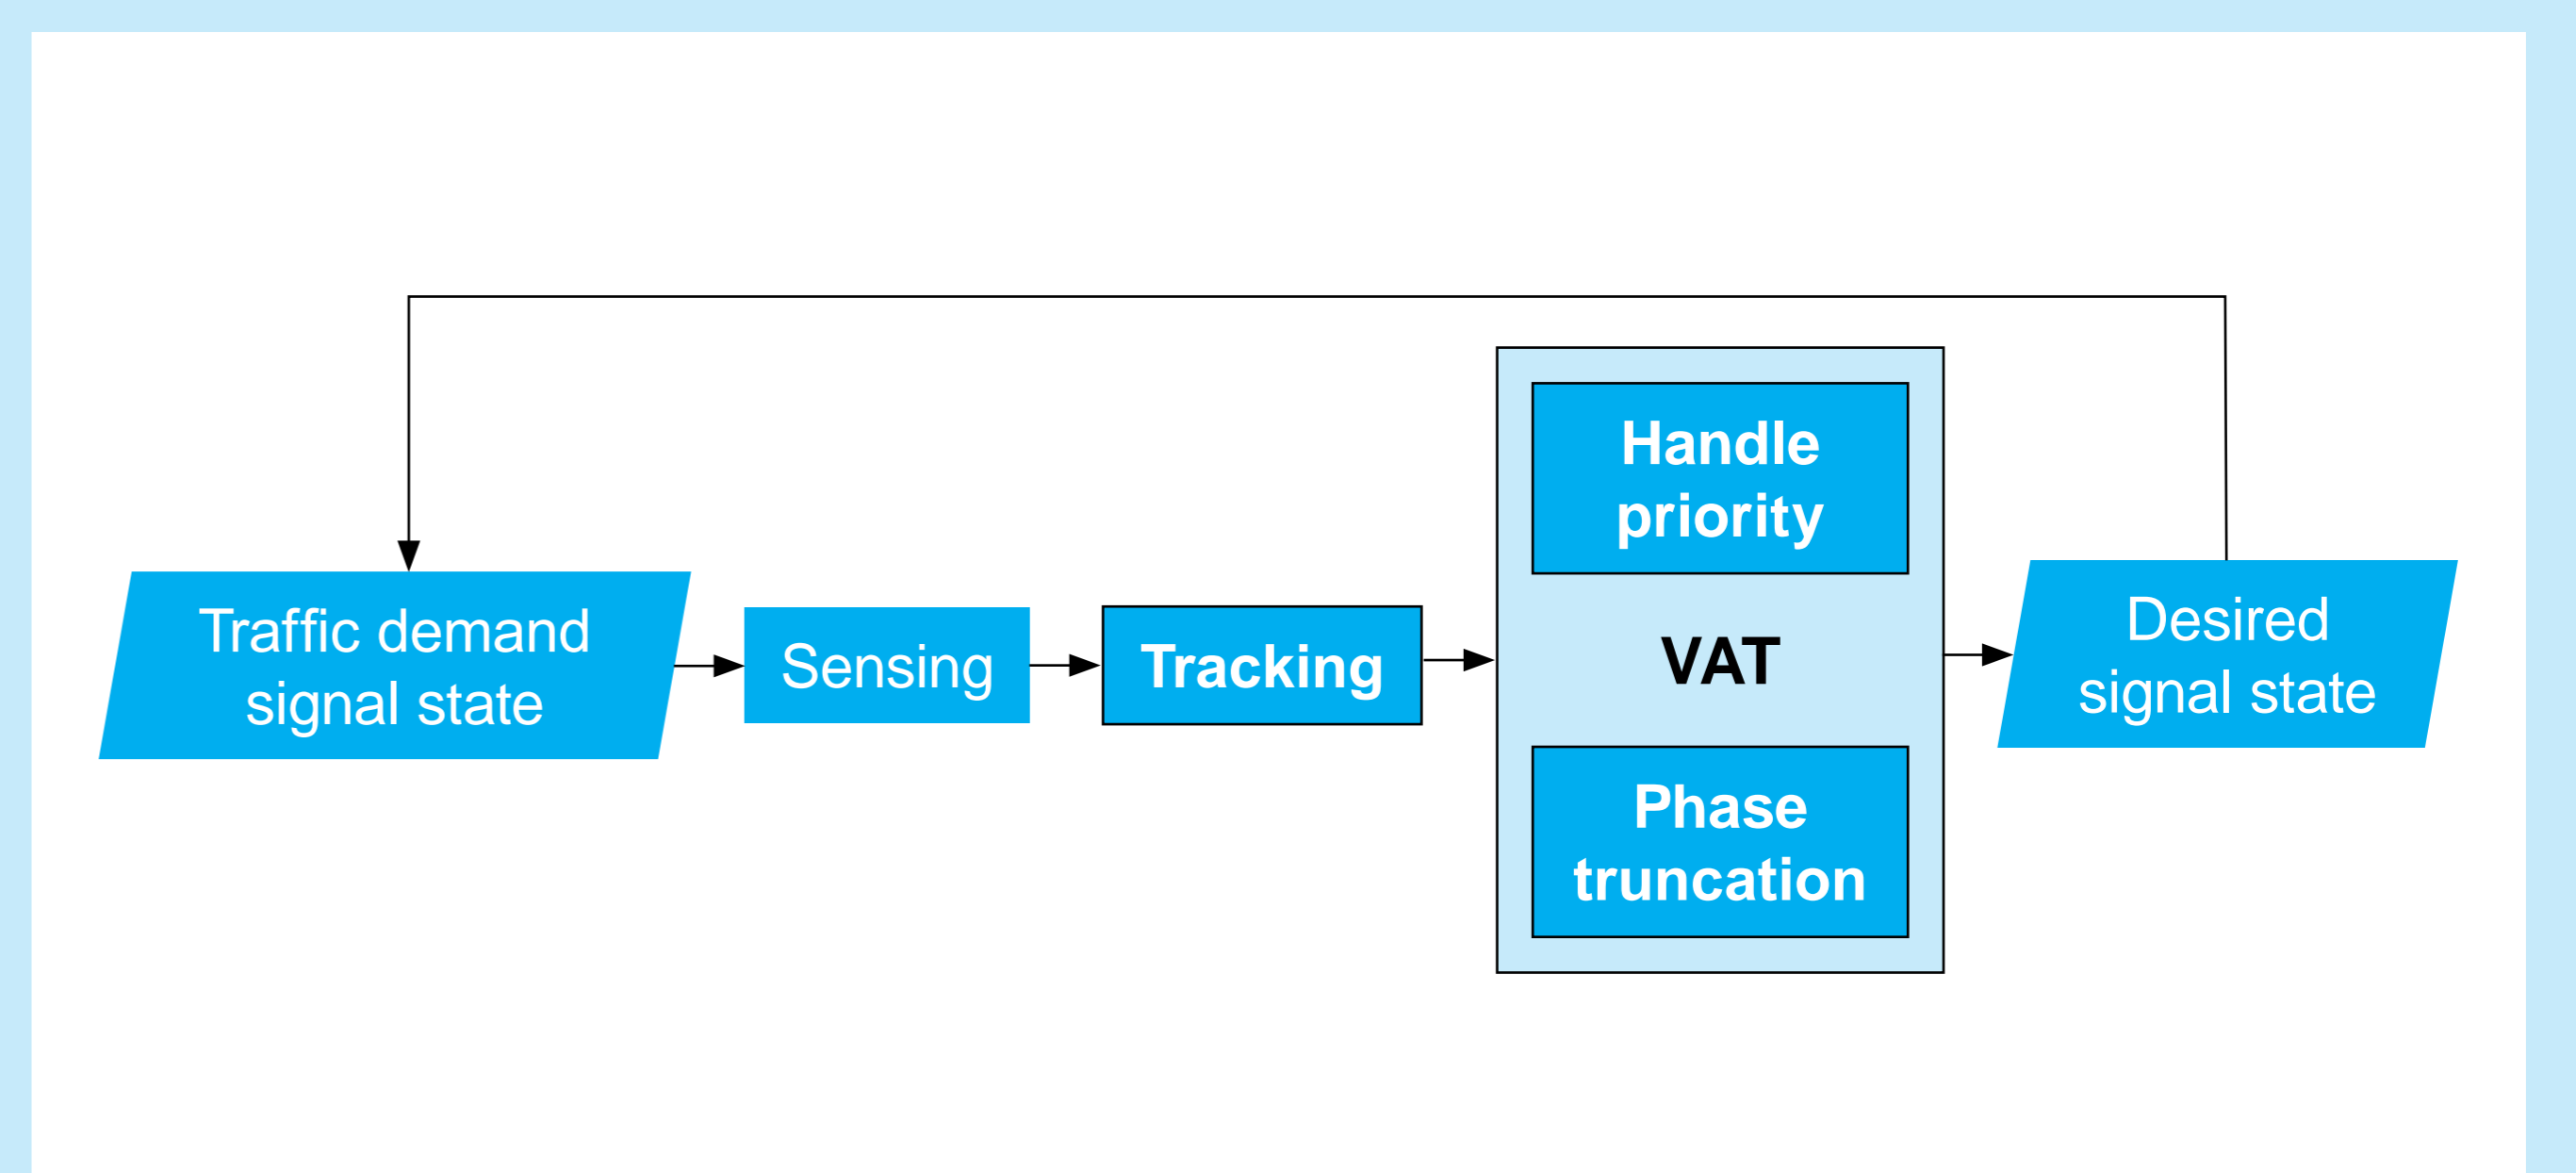 Traffic demand
signal state
Sensing
Tracking
Handle
priority
VAT
Phase
truncation
Desired
signal state